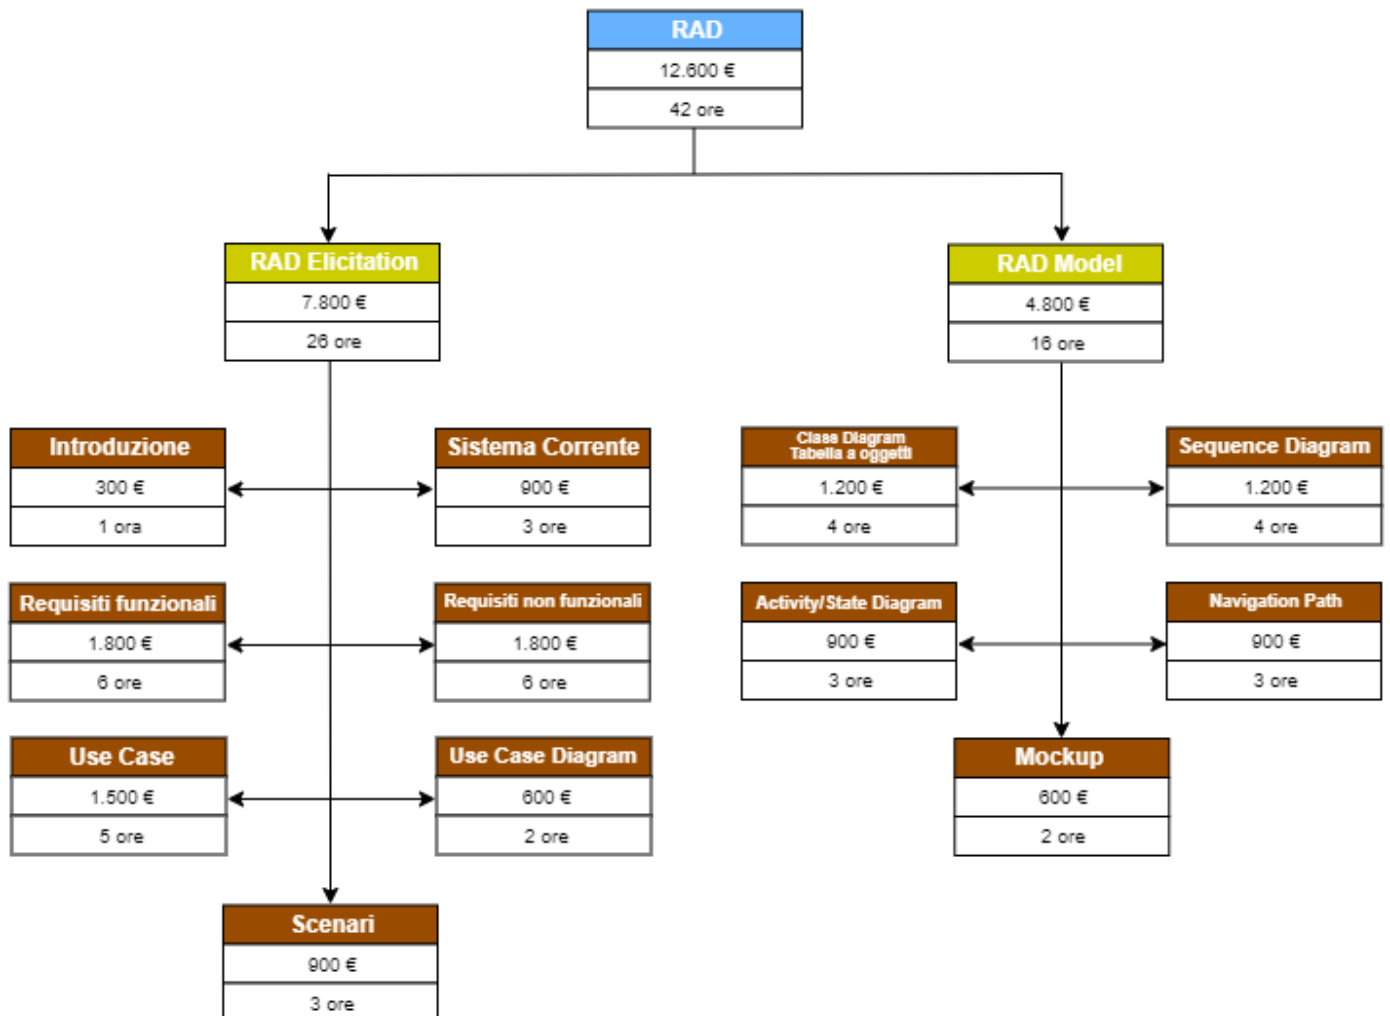 RAD
12.600 €
42 ore
RAD Elicitation
7.800 €
26 ore
RAD Model
4.800 €
16 ore
Introduzione
300 €
1 ora
Sistema Corrente
900 €
3 ore
Class Diagram
Tabella a oggetti
1.200 €
4 ore
Sequence Diagram
1.200 €
4 ore
Requisiti funzionali
1.800 €
6 ore
Requisiti non funzionali
1.800 €
6 ore
Activity/State Diagram
900 €
3 ore
Navigation Path
900 €
3 ore
Use Case
1.500 €
5 ore
Use Case Diagram
600 €
2 ore
Mockup
600 €
2 ore
Scenari
900 €
3 ore